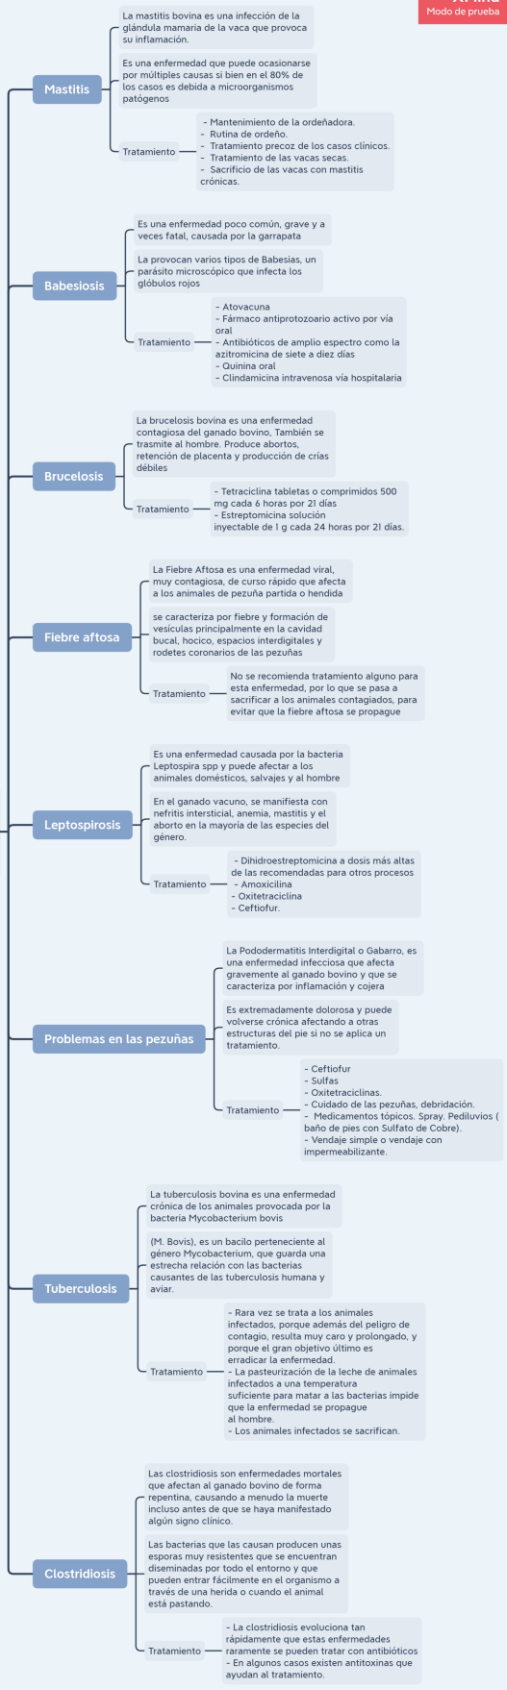 Modo de prueba
La mastitis bovina es una infección de la
glándula mamaria de la vaca que provoca
su inflamación.
Es una enfermedad que puede ocasionarse
por múltiples causas si bien en el 80% de
los casos es debida a microorganismos
patógenos
Mastitis
Tratamiento
- Mantenimiento de la ordeñadora.
- Rutina de ordeño.
- Tratamiento precoz de los casos clínicos.
- Tratamiento de las vacas secas.
- Sacrificio de las vacas con mastitis
crónicas.
Es una enfermedad poco común, grave y a
veces fatal, causada por la garrapata
La provocan varios tipos de Babesias, un
parásito microscópico que infecta los
glóbulos rojos
Babesiosis
Tratamiento
- Atovacuna
- Fármaco antiprotozoario activo por vía
oral
- Antibióticos de amplio espectro como la
azitromicina de siete a diez días
- Quinina oral
- Clindamicina intravenosa vía hospitalaria
La brucelosis bovina es una enfermedad
contagiosa del ganado bovino, También se
trasmite al hombre. Produce abortos,
retención de placenta y producción de crías
débiles
Brucelosis
Tratamiento
- Tetraciclina tabletas o comprimidos 500
mg cada 6 horas por 21 días
- Estreptomicina solución
inyectable de 1 g cada 24 horas por 21 días.
La Fiebre Aftosa es una enfermedad viral,
muy contagiosa, de curso rápido que afecta
a los animales de pezuña partida o hendida
se caracteriza por fiebre y formación de
vesículas principalmente en la cavidad
bucal, hocico, espacios interdigitales y
rodetes coronarios de las pezuñas
Fiebre aftosa
Tratamiento
No se recomienda tratamiento alguno para
esta enfermedad, por lo que se pasa a
sacrificar a los animales contagiados, para
evitar que la fiebre aftosa se propague
Es una enfermedad causada por la bacteria
Leptospira spp y puede afectar a los
animales domésticos, salvajes y al hombre
En el ganado vacuno, se manifiesta con
nefritis intersticial, anemia, mastitis y el
aborto en la mayoría de las especies del
género.
Leptospirosis
Tratamiento
- Dihidroestreptomicina a dosis más altas
de las recomendadas para otros procesos
- Amoxicilina
- Oxitetraciclina
- Ceftiofur.
La Pododermatitis Interdigital o Gabarro, es
una enfermedad infecciosa que afecta
gravemente al ganado bovino y que se
caracteriza por inflamación y cojera
Es extremadamente dolorosa y puede
volverse crónica afectando a otras
estructuras del pie si no se aplica un
tratamiento.
Problemas en las pezuñas
Tratamiento
- Ceftiofur
- Sulfas
- Oxitetraciclinas.
- Cuidado de las pezuñas, debridación.
- Medicamentos tópicos. Spray. Pediluvios (
baño de pies con Sulfato de Cobre).
- Vendaje simple o vendaje con
impermeabilizante.
La tuberculosis bovina es una enfermedad
crónica de los animales provocada por la
bacteria Mycobacterium bovis
(M. Bovis), es un bacilo perteneciente al
género Mycobacterium, que guarda una
estrecha relación con las bacterias
causantes de las tuberculosis humana y
aviar.
Tuberculosis
Tratamiento
- Rara vez se trata a los animales
infectados, porque además del peligro de
contagio, resulta muy caro y prolongado, y
porque el gran objetivo último es
erradicar la enfermedad.
- La pasteurización de la leche de animales
infectados a una temperatura
suficiente para matar a las bacterias impide
que la enfermedad se propague
al hombre.
- Los animales infectados se sacrifican.
Las clostridiosis son enfermedades mortales
que afectan al ganado bovino de forma
repentina, causando a menudo la muerte
incluso antes de que se haya manifestado
algún signo clínico.
Las bacterias que las causan producen unas
esporas muy resistentes que se encuentran
diseminadas por todo el entorno y que
pueden entrar fácilmente en el organismo a
través de una herida o cuando el animal
está pastando.
Clostridiosis
Tratamiento
- La clostridiosis evoluciona tan
rápidamente que estas enfermedades
raramente se pueden tratar con antibióticos
- En algunos casos existen antitoxinas que
ayudan al tratamiento.